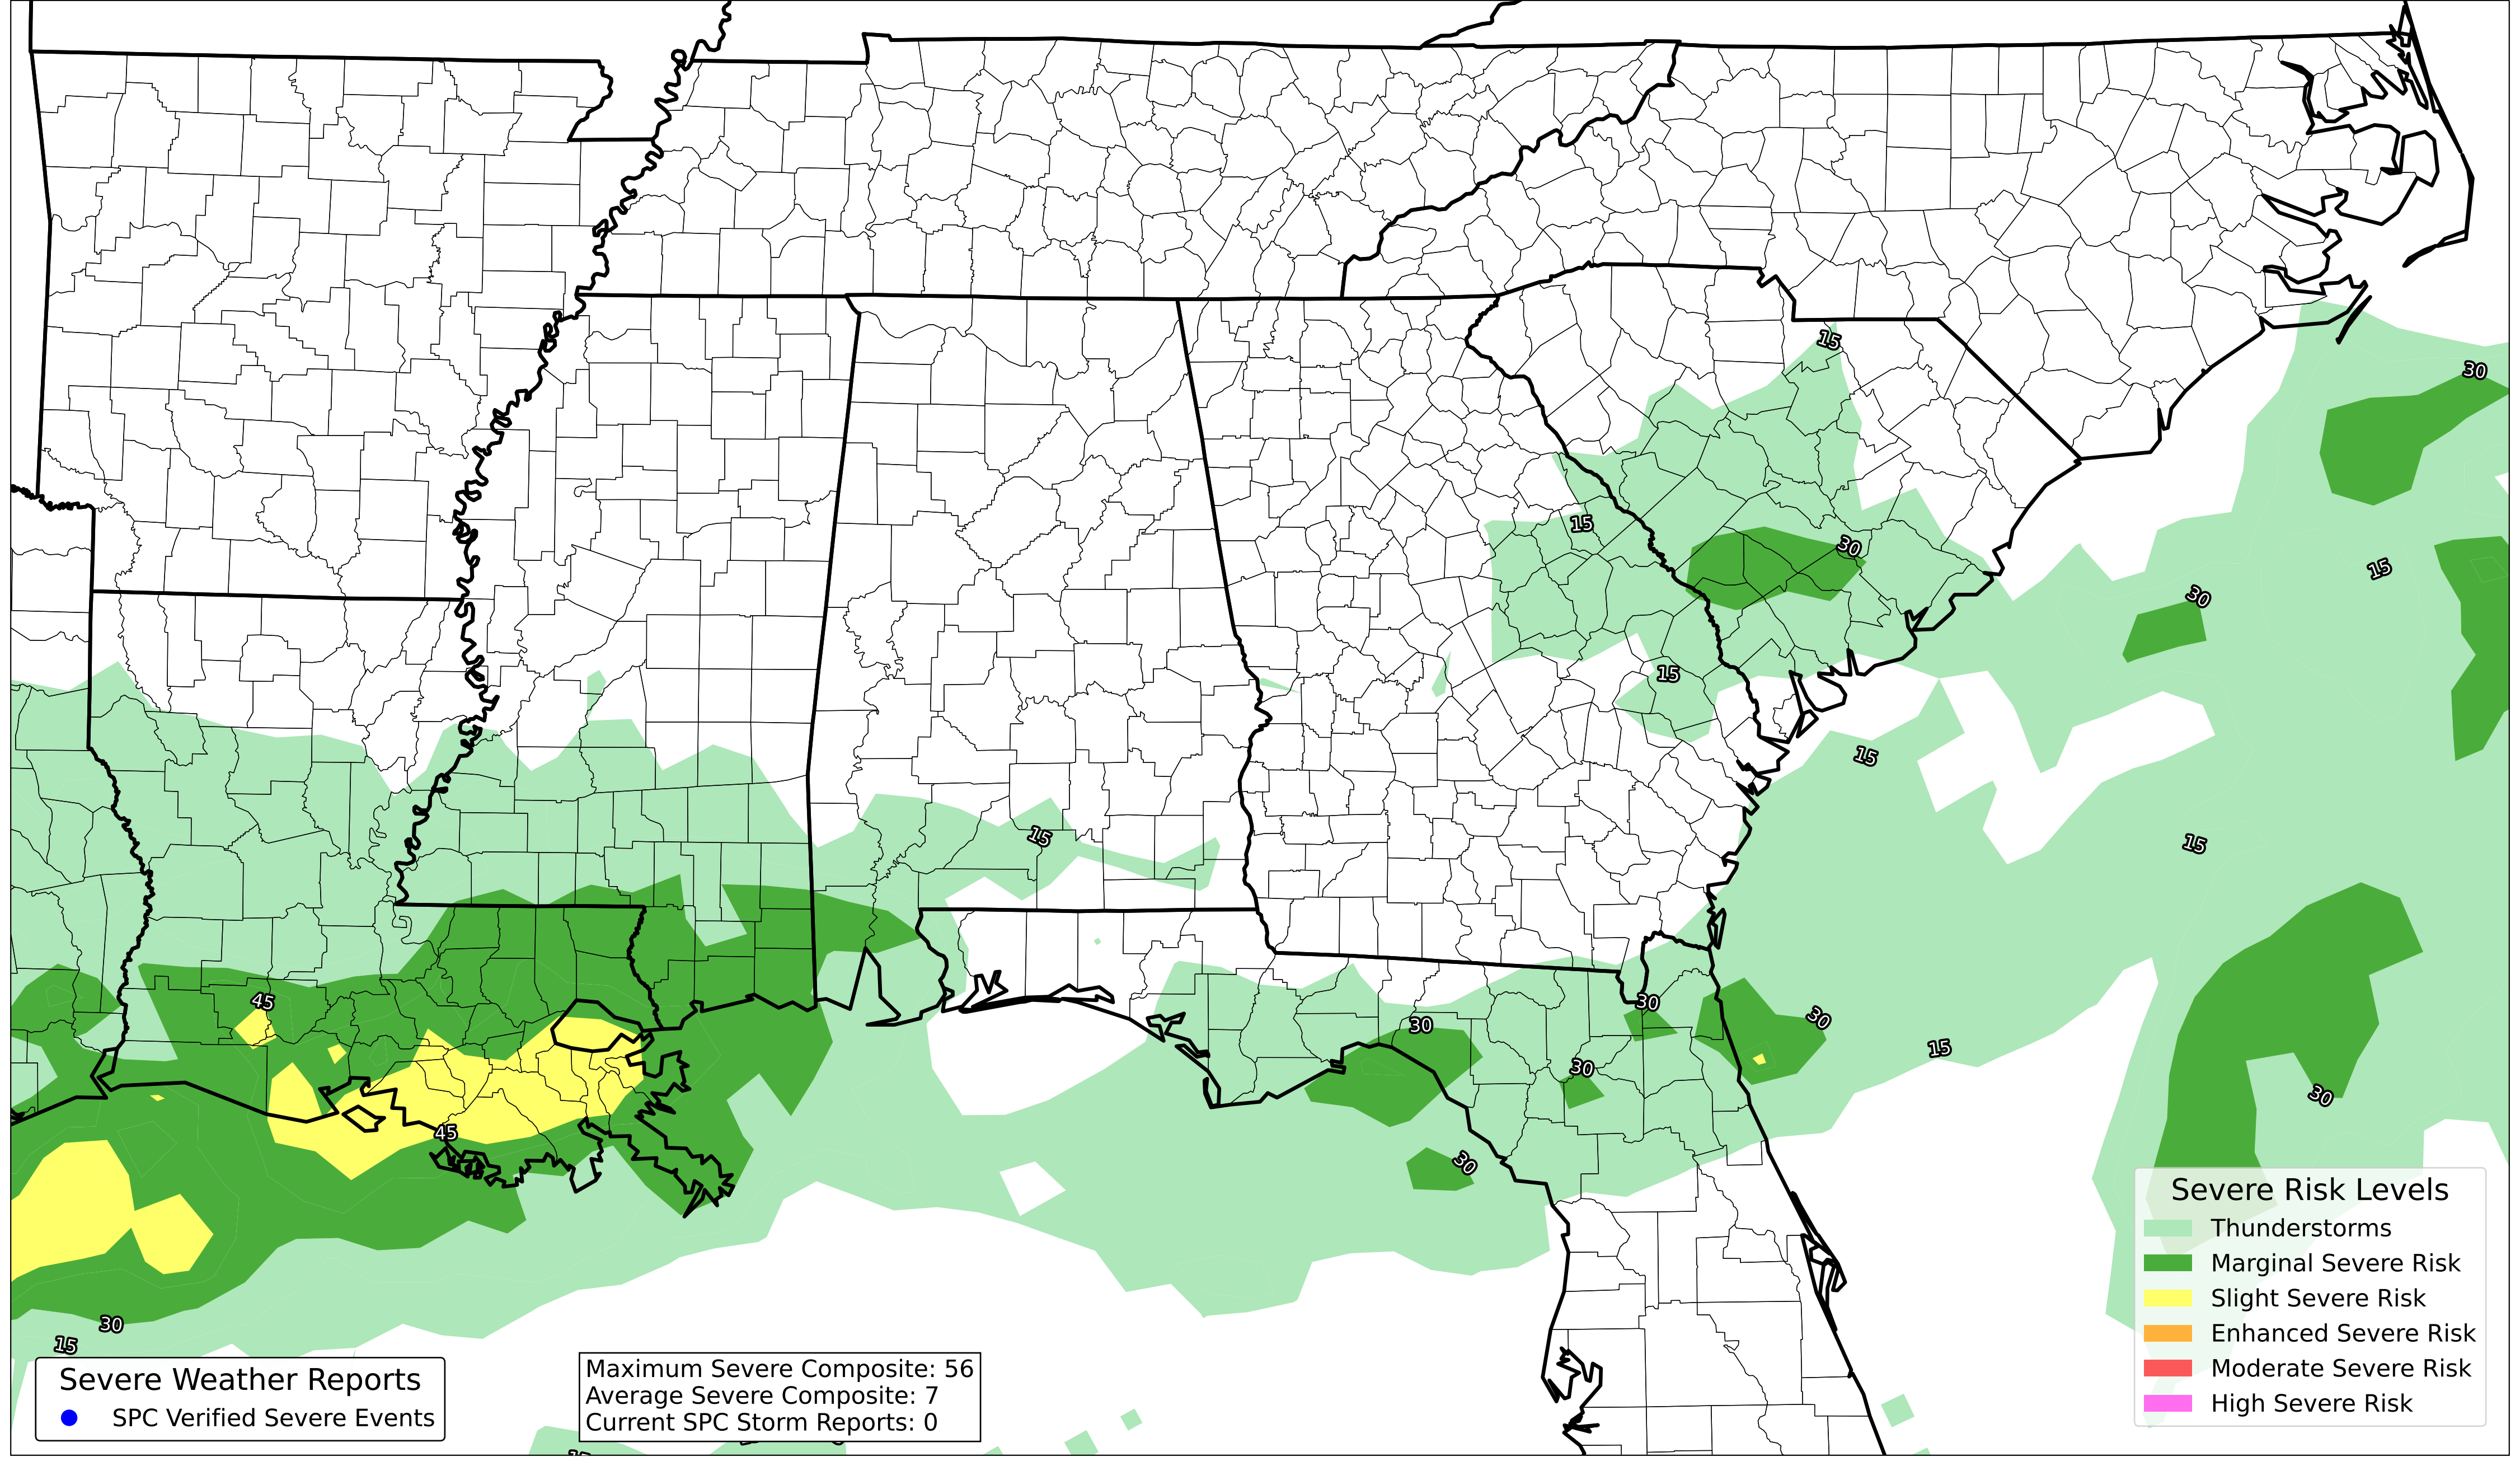 15
30
15
30
15
30
15
15
15
15
45
30
30
30
15
30
30
45
30
30
15
Severe Risk Levels
Thunderstorms
Marginal Severe Risk
Slight Severe Risk
Enhanced Severe Risk
Moderate Severe Risk
High Severe Risk
Severe Weather Reports
SPC Verified Severe Events
Maximum Severe Composite: 56
Average Severe Composite: 7
Current SPC Storm Reports: 0